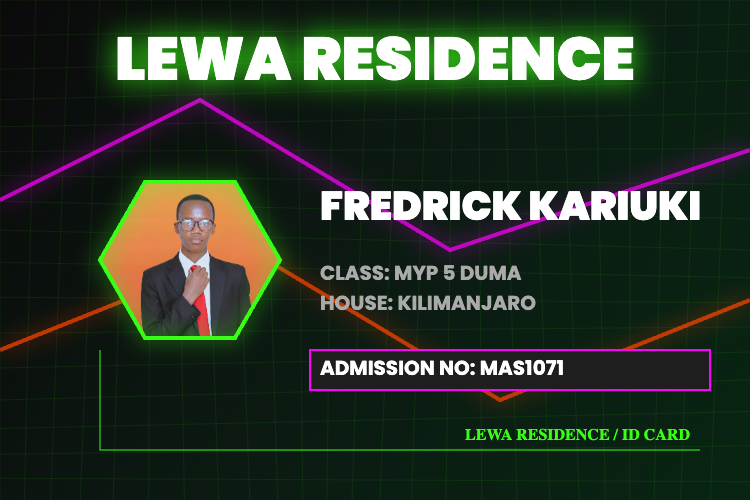 LEWA RESIDENCE
FREDRICK KARIUKI
CLASS: MYP 5 DUMA
HOUSE: KILIMANJARO
ADMISSION NO: MAS1071
LEWA RESIDENCE / ID CARD